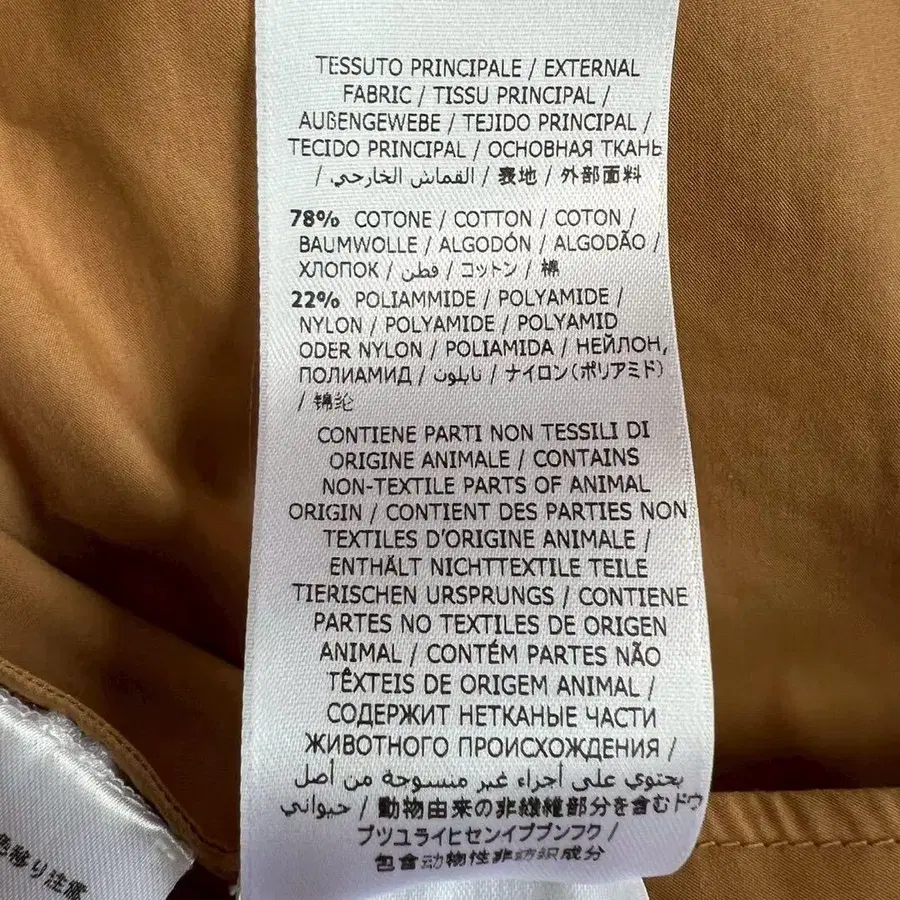 TESSUTO PRINCIPALE / EXTERNAL
FABRIC / TISSU PRINCIPAL /
AUßENGEWEBE / TEJIDO PRINCIPAL /
TECIDO PRINCIPAL / ОСНОВНАЯ ТКАНЬ
/ القماش الخارجي / 表地 / 外部面料
78% COTONE / COTTON / COTON /
BAUMWOLLE / ALGODÓN / ALGODÃO /
ХЛОПОК / قطن / コットン / 棉
22% POLIAMMIDE / POLYAMIDE /
NYLON / POLYAMIDE / POLYAMID
ODER NYLON / POLIAMIDA / НЕЙЛОН,
ПОЛИАМИД / نايلون / ナイロン(ポリアミド)
/ 锦纶
CONTIENE PARTI NON TESSILI DI
ORIGINE ANIMALE / CONTAINS
NON-TEXTILE PARTS OF ANIMAL
ORIGIN / CONTIENT DES PARTIES NON
TEXTILES D'ORIGINE ANIMALE /
ENTHÄLT NICHTTEXTILE TEILE
TIERISCHEN URSPRUNGS / CONTIENE
PARTES NO TEXTILES DE ORIGEN
ANIMAL / CONTÉM PARTES NÃO
TÊXTEIS DE ORIGEM ANIMAL /
СОДЕРЖИТ НЕТКАНЫЕ ЧАСТИ
ЖИВОТНОГО ПРОИСХОЖДЕНИЯ /
يحتوي على أجزاء غير منسوجة من أصل
حيواني / 動物由来の非繊維部分を含むドウ
ブツユライヒセンイブブンフク /
包含动物性非纺织成分
色移り注意